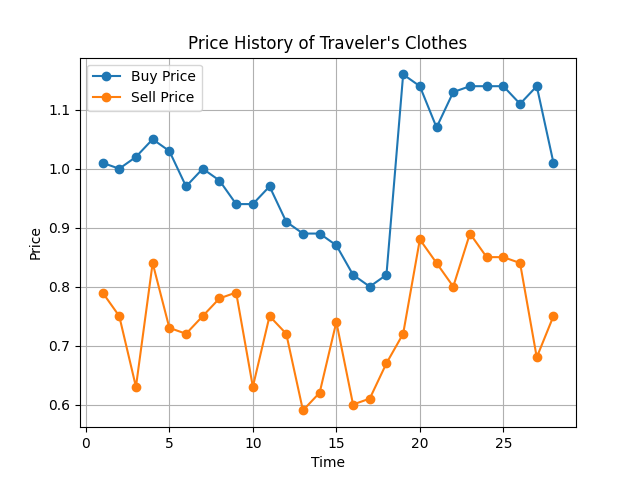 Price History of Traveler's Clothes
Buy Price
Sell Price
1.1
1.0
0.9
0.8
0.7
0.6
Price
0 5 10 15 20 25
Time